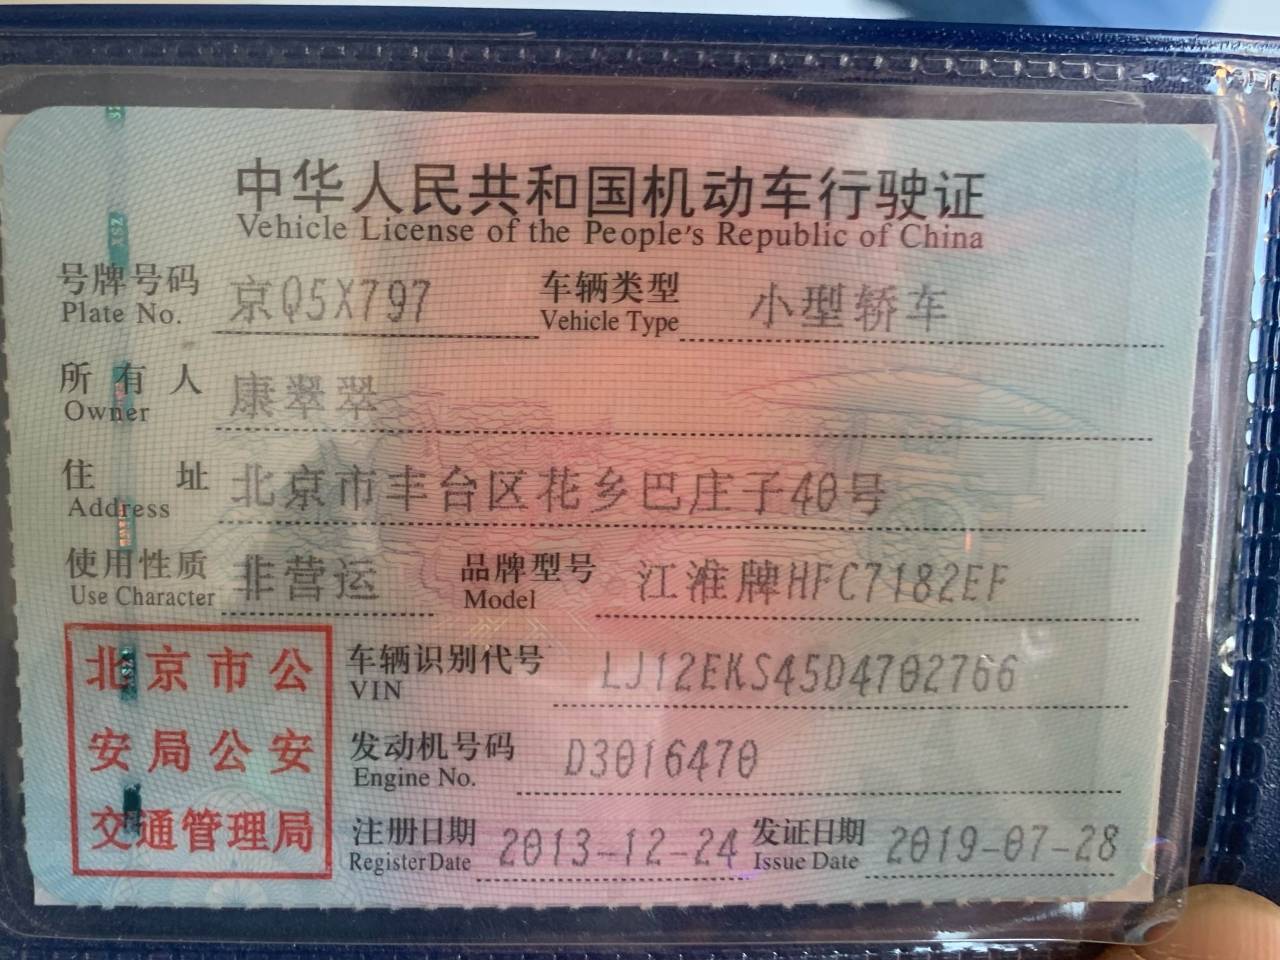 中华人民共和国机动车行驶证
Vehicle License of the People's Republic of China
号牌号码 京Q5X797 车辆类型 小型轿车
Plate No. Vehicle Type
所有人 康翠翠
Owner
住址 北京市丰台区花乡巴庄子40号
Address
使用性质 非营运 品牌型号 江淮牌HFC7182EF
Use Character Model
北京市公
安局公安
交通管理局
车辆识别代号 LJ12EKS45D4702766
VIN
发动机号码 D3016470
Engine No.
注册日期 2013-12-24 发证日期 2019-07-28
Register Date Issue Date